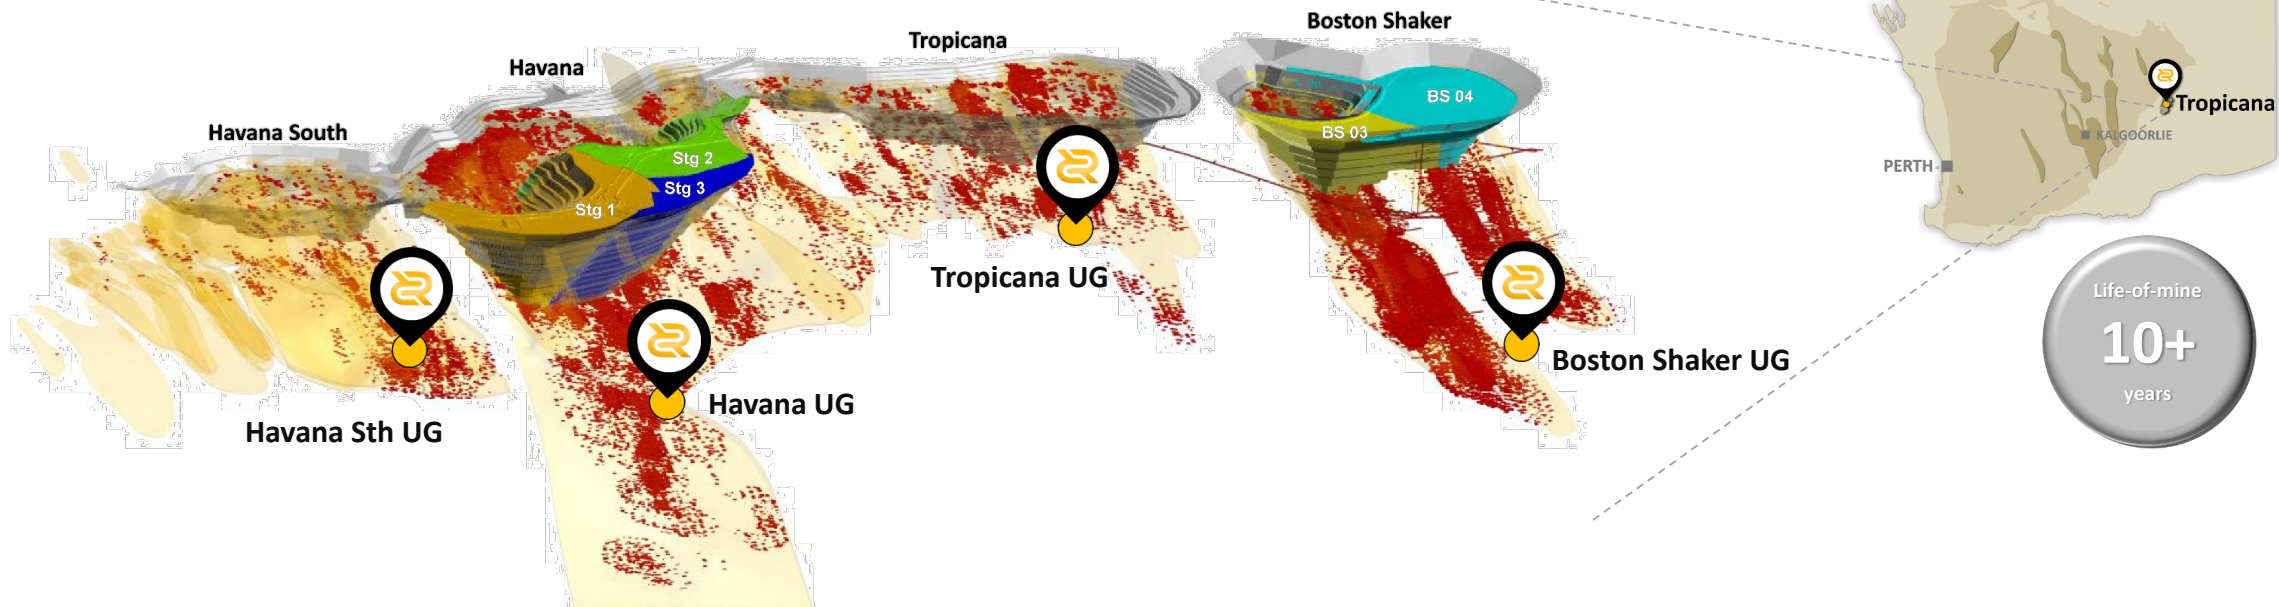 Boston Shaker
Tropicana
Havana
Havana South
BS 04
BS 03
Stg 2
Stg 3
Stg 1
Tropicana UG
Boston Shaker UG
Havana UG
Havana Sth UG
Tropicana
KALGOORLIE
PERTH
Life-of-mine
10+
years